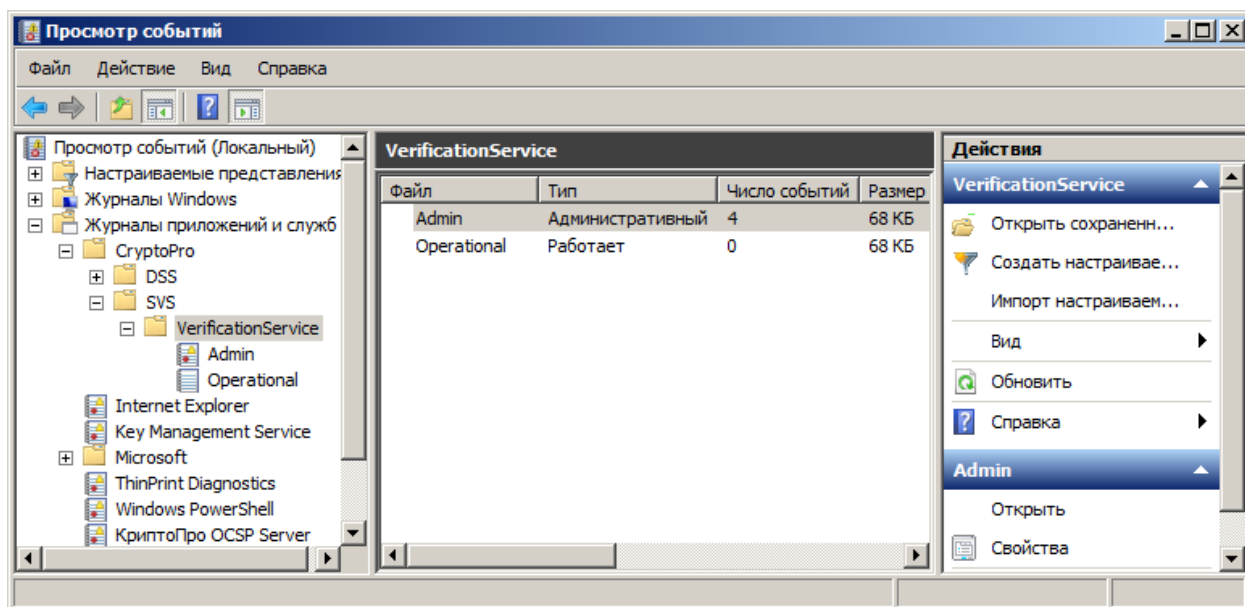 Просмотр событий
Файл Действие Вид Справка
Просмотр событий (Локальный)
Настраиваемые представления
Журналы Windows
Журналы приложений и служб
CryptoPro
DSS
SVS
VerificationService
Admin
Operational
Internet Explorer
Key Management Service
Microsoft
ThinPrint Diagnostics
Windows PowerShell
КриптоПро OCSP Server
VerificationService
Файл Тип Число событий Размер
Admin Административный 4 68 КБ
Operational Работает 0 68 КБ
Действия
VerificationService
Открыть сохраненн...
Создать настраивае...
Импорт настраиваем...
Вид
Обновить
Справка
Admin
Открыть
Свойства